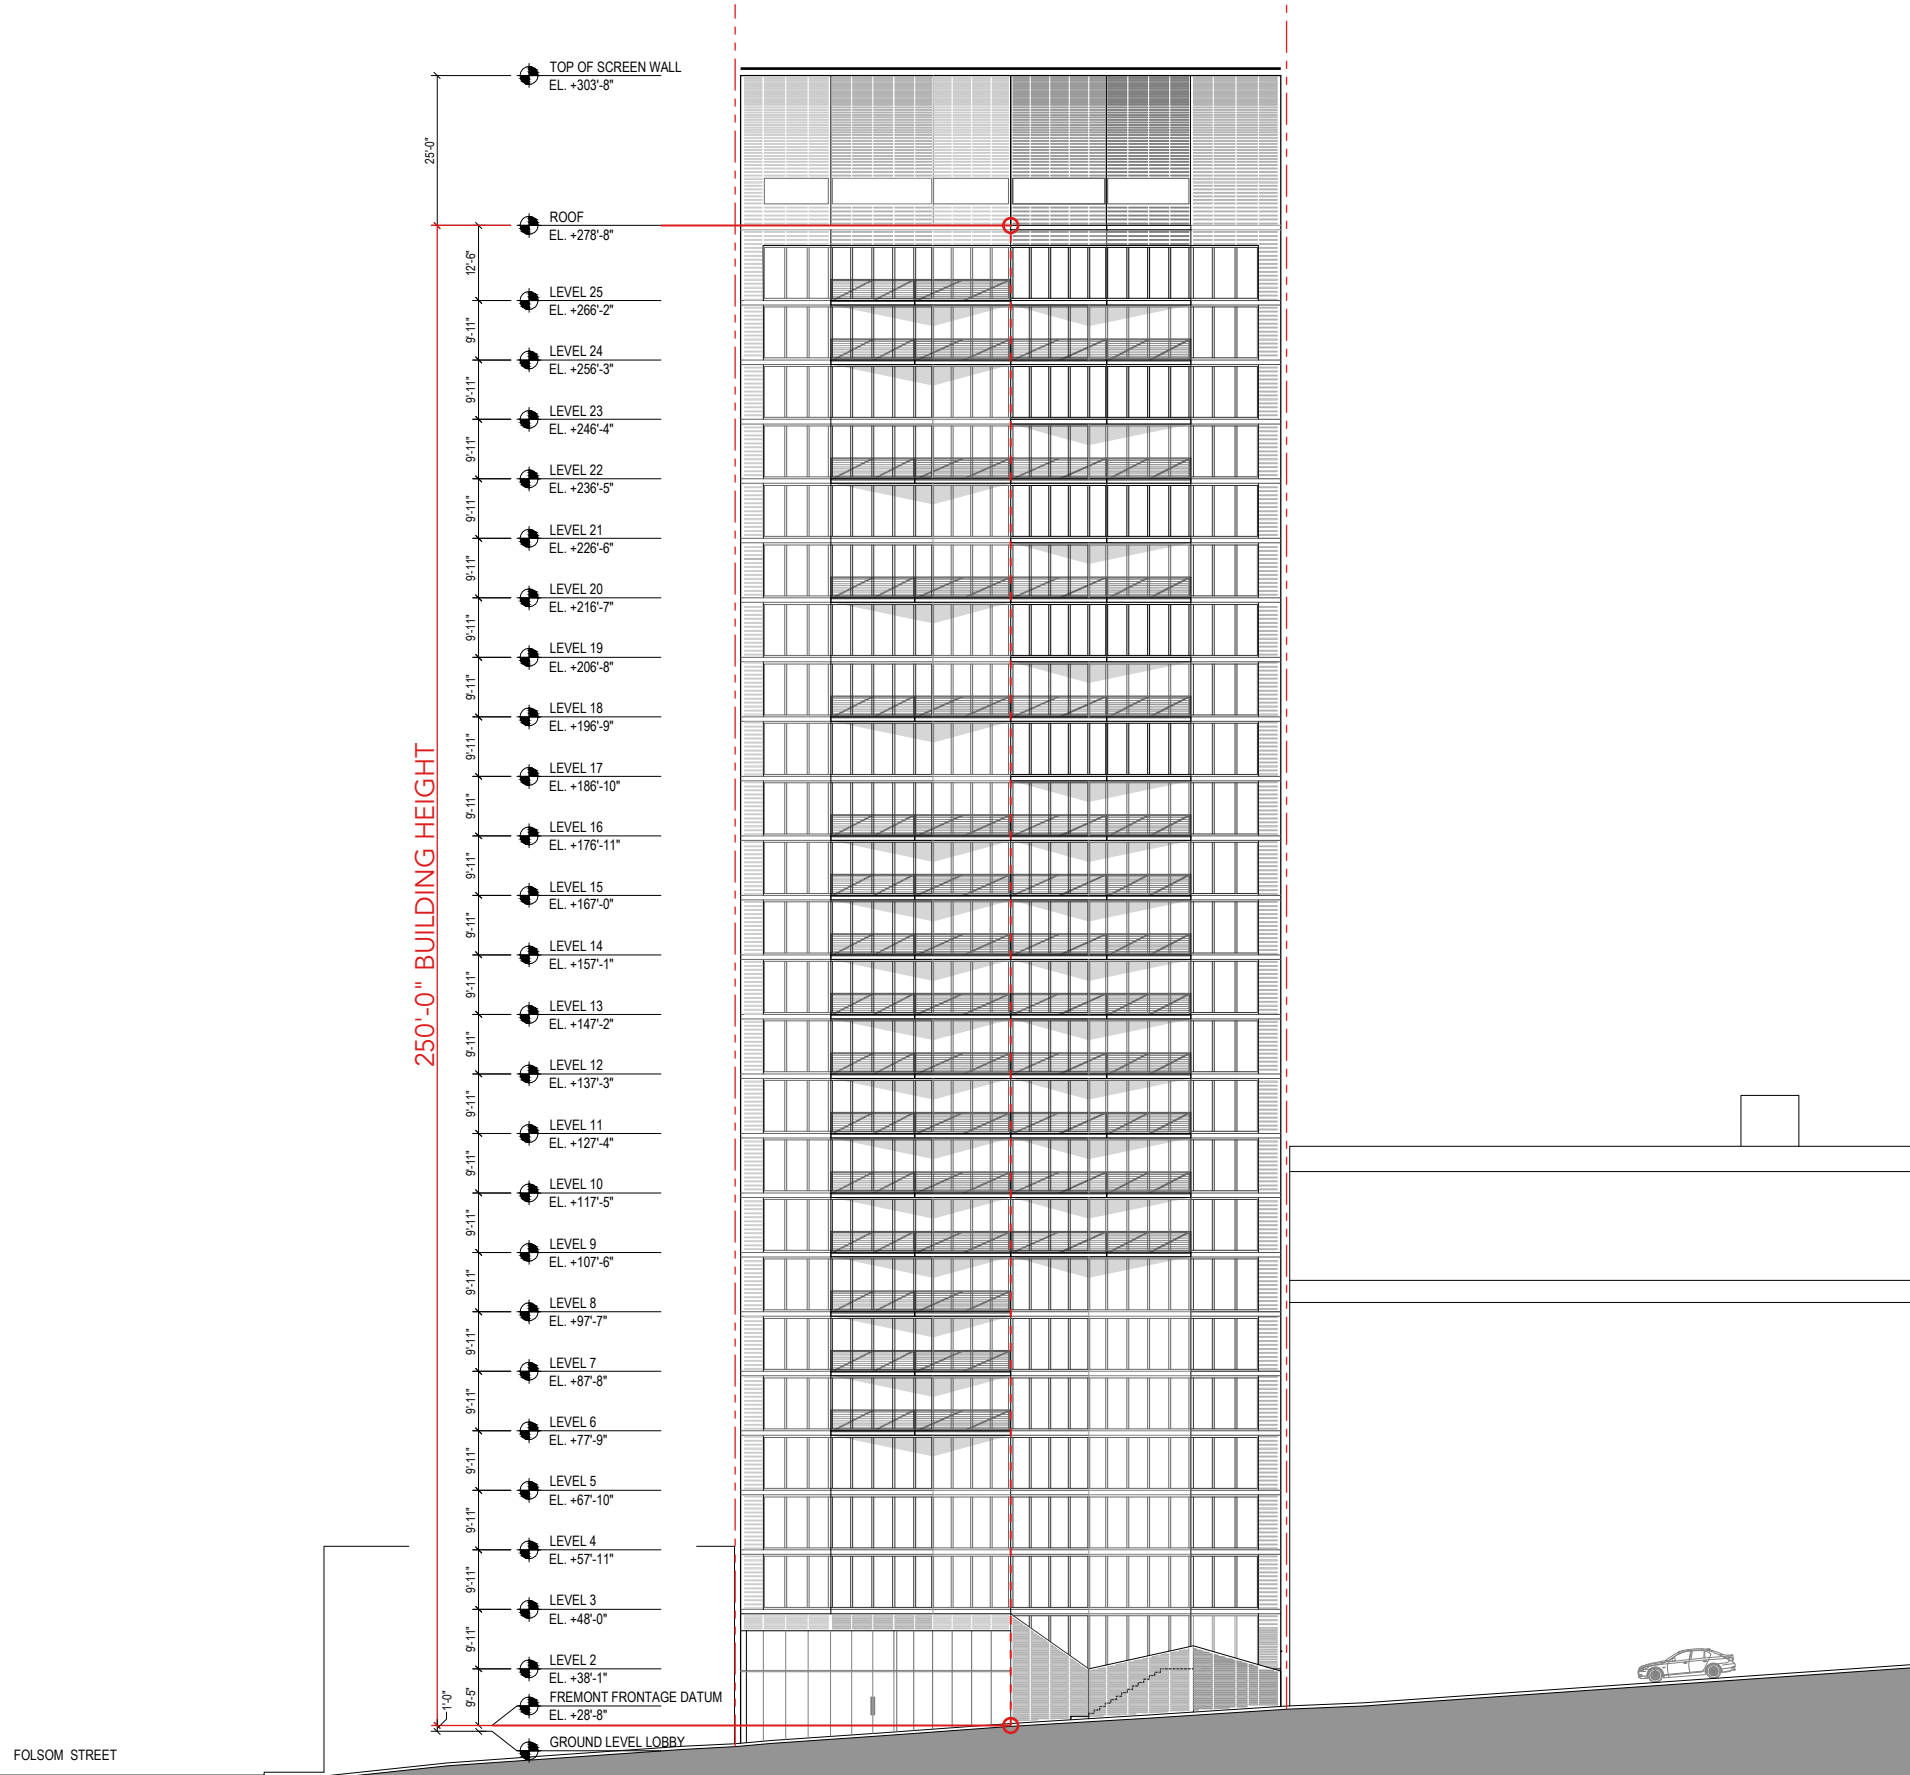 TOP OF SCREEN WALL
EL. +303'-8"
25'-0"
ROOF
EL. +278'-8"
12'-6"
LEVEL 25
EL. +266'-2"
9'-11"
LEVEL 24
EL. +256'-3"
9'-11"
LEVEL 23
EL. +246'-4"
9'-11"
LEVEL 22
EL. +236'-5"
9'-11"
LEVEL 21
EL. +226'-6"
9'-11"
LEVEL 20
EL. +216'-7"
9'-11"
LEVEL 19
EL. +206'-8"
9'-11"
LEVEL 18
EL. +196'-9"
9'-11"
LEVEL 17
EL. +186'-10"
9'-11"
LEVEL 16
EL. +176'-11"
9'-11"
LEVEL 15
EL. +167'-0"
9'-11"
250'-0" BUILDING HEIGHT
LEVEL 14
EL. +157'-1"
9'-11"
LEVEL 13
EL. +147'-2"
9'-11"
LEVEL 12
EL. +137'-3"
9'-11"
LEVEL 11
EL. +127'-4"
9'-11"
LEVEL 10
EL. +117'-5"
9'-11"
LEVEL 9
EL. +107'-6"
9'-11"
LEVEL 8
EL. +97'-7"
9'-11"
LEVEL 7
EL. +87'-8"
9'-11"
LEVEL 6
EL. +77'-9"
9'-11"
LEVEL 5
EL. +67'-10"
9'-11"
LEVEL 4
EL. +57'-11"
9'-11"
LEVEL 3
EL. +48'-0"
9'-11"
LEVEL 2
EL. +38'-1"
9'-5"
1'-0"
FREMONT FRONTAGE DATUM
EL. +28'-8"
GROUND LEVEL LOBBY
FOLSOM STREET